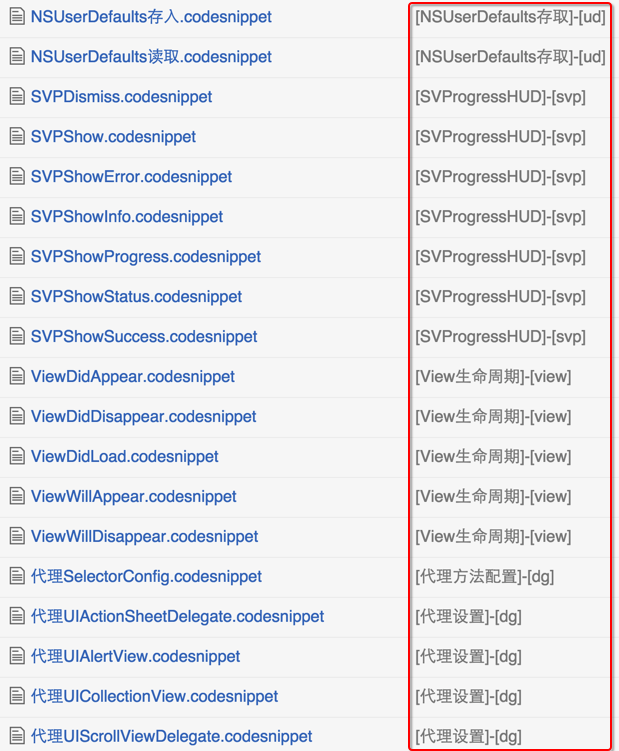 NSUserDefaults存入.codesnippet [NSUserDefaults存取]-[ud]
NSUserDefaults读取.codesnippet [NSUserDefaults存取]-[ud]
SVPDismiss.codesnippet [SVProgressHUD]-[svp]
SVPShow.codesnippet [SVProgressHUD]-[svp]
SVPShowError.codesnippet [SVProgressHUD]-[svp]
SVPShowInfo.codesnippet [SVProgressHUD]-[svp]
SVPShowProgress.codesnippet [SVProgressHUD]-[svp]
SVPShowStatus.codesnippet [SVProgressHUD]-[svp]
SVPShowSuccess.codesnippet [SVProgressHUD]-[svp]
ViewDidAppear.codesnippet [View生命周期]-[view]
ViewDidDisappear.codesnippet [View生命周期]-[view]
ViewDidLoad.codesnippet [View生命周期]-[view]
ViewWillAppear.codesnippet [View生命周期]-[view]
ViewWillDisappear.codesnippet [View生命周期]-[view]
代理SelectorConfig.codesnippet [代理方法配置]-[dg]
代理UIActionSheetDelegate.codesnippet [代理设置]-[dg]
代理UIAlertView.codesnippet [代理设置]-[dg]
代理UICollectionView.codesnippet [代理设置]-[dg]
代理UIScrollViewDelegate.codesnippet [代理设置]-[dg]